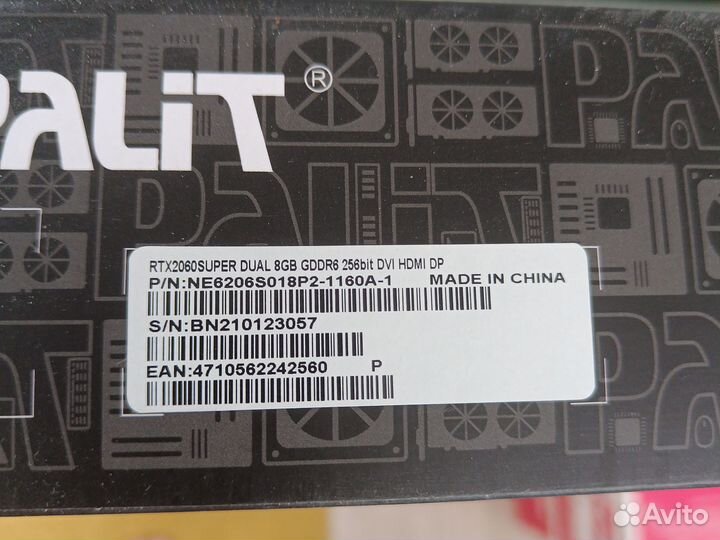 PALiT ®
RTX2060SUPER DUAL 8GB GDDR6 256bit DVI HDMI DP
P/N:NE6206S018P2-1160A-1 MADE IN CHINA
S/N:BN210123057
EAN:4710562242560 P
Avito